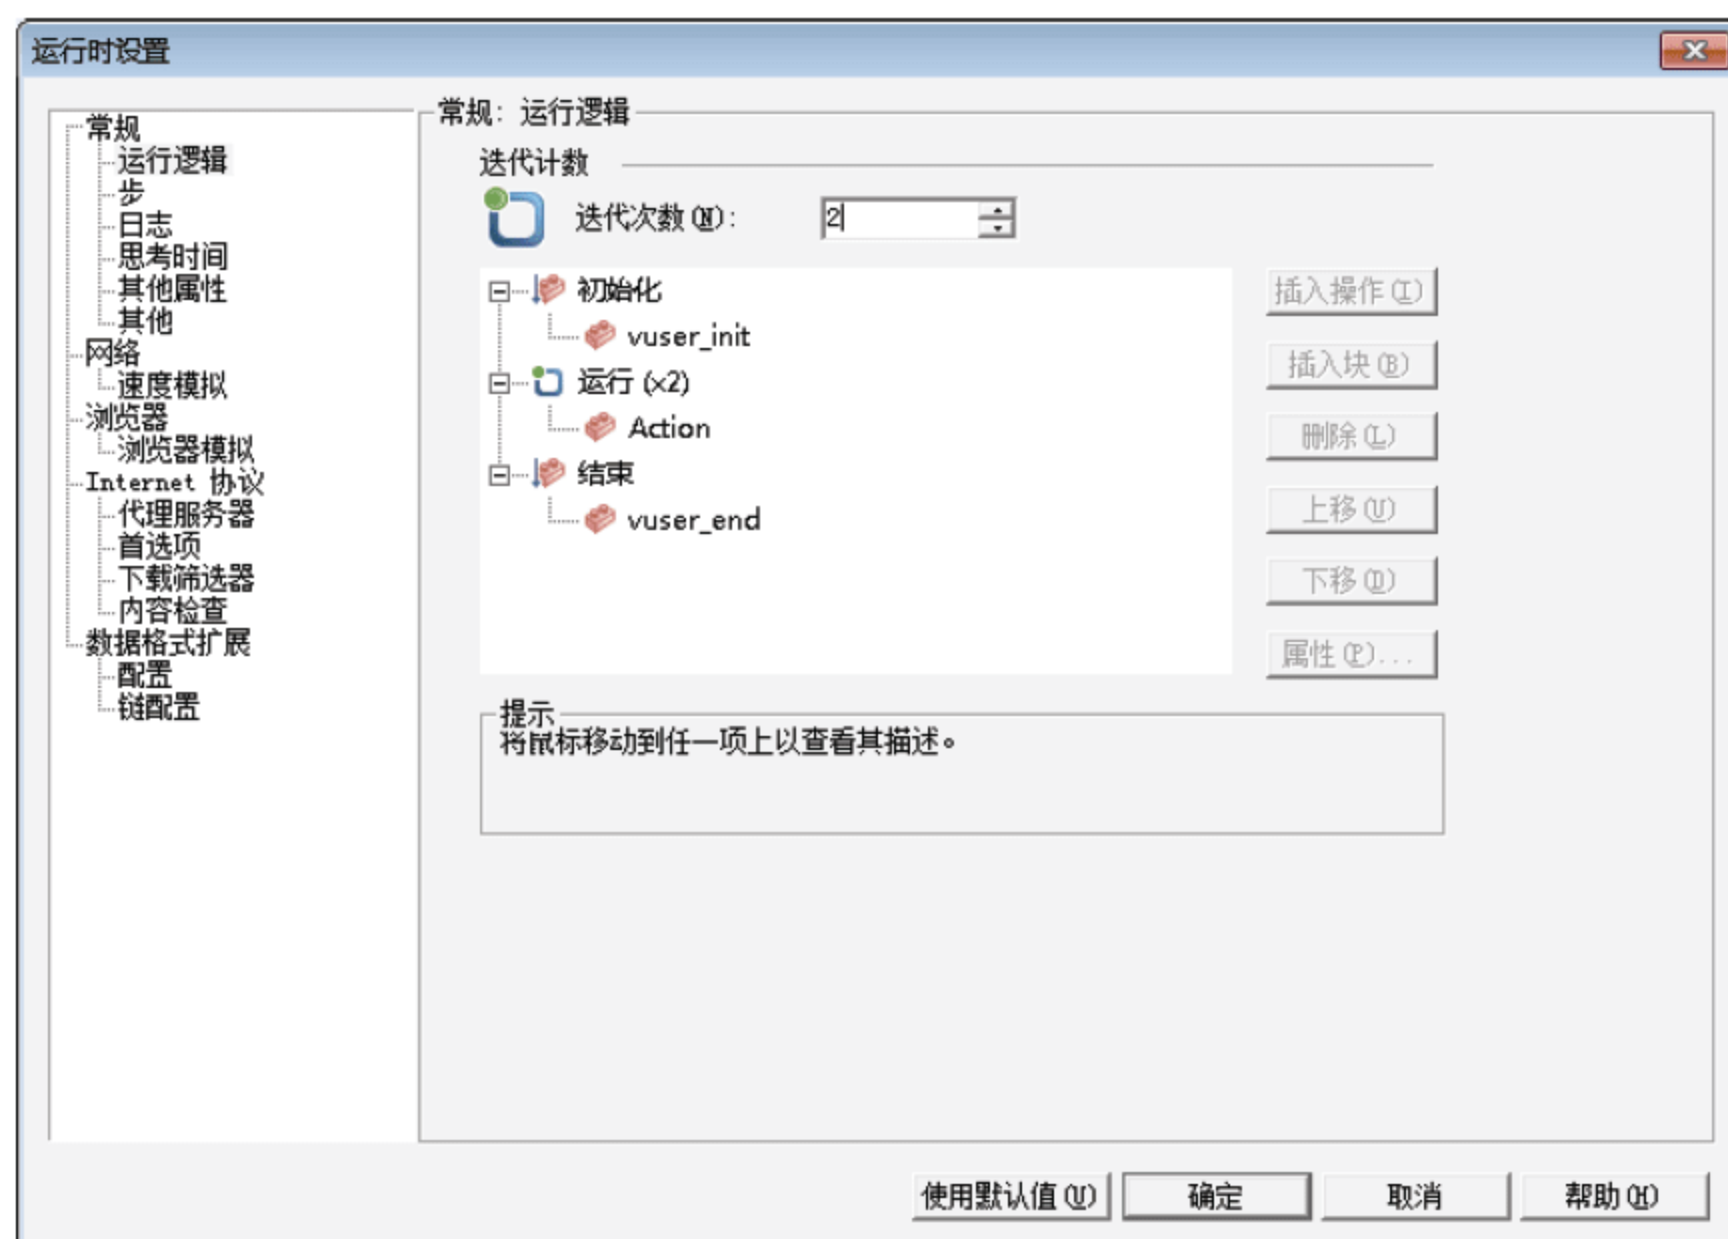 运行时设置
常规
运行逻辑
步
日志
思考时间
其他属性
其他
网络
速度模拟
浏览器
浏览器模拟
Internet 协议
代理服务器
首选项
下载筛选器
内容检查
数据格式扩展
配置
链配置
常规: 运行逻辑
迭代计数
迭代次数(N):
2
初始化
vuser_init
运行 (x2)
Action
结束
vuser_end
插入操作(I)
插入块(B)
删除(L)
上移(U)
下移(D)
属性(P)...
提示
将鼠标移动到任一项上以查看其描述。
使用默认值(U)
确定
取消
帮助(H)